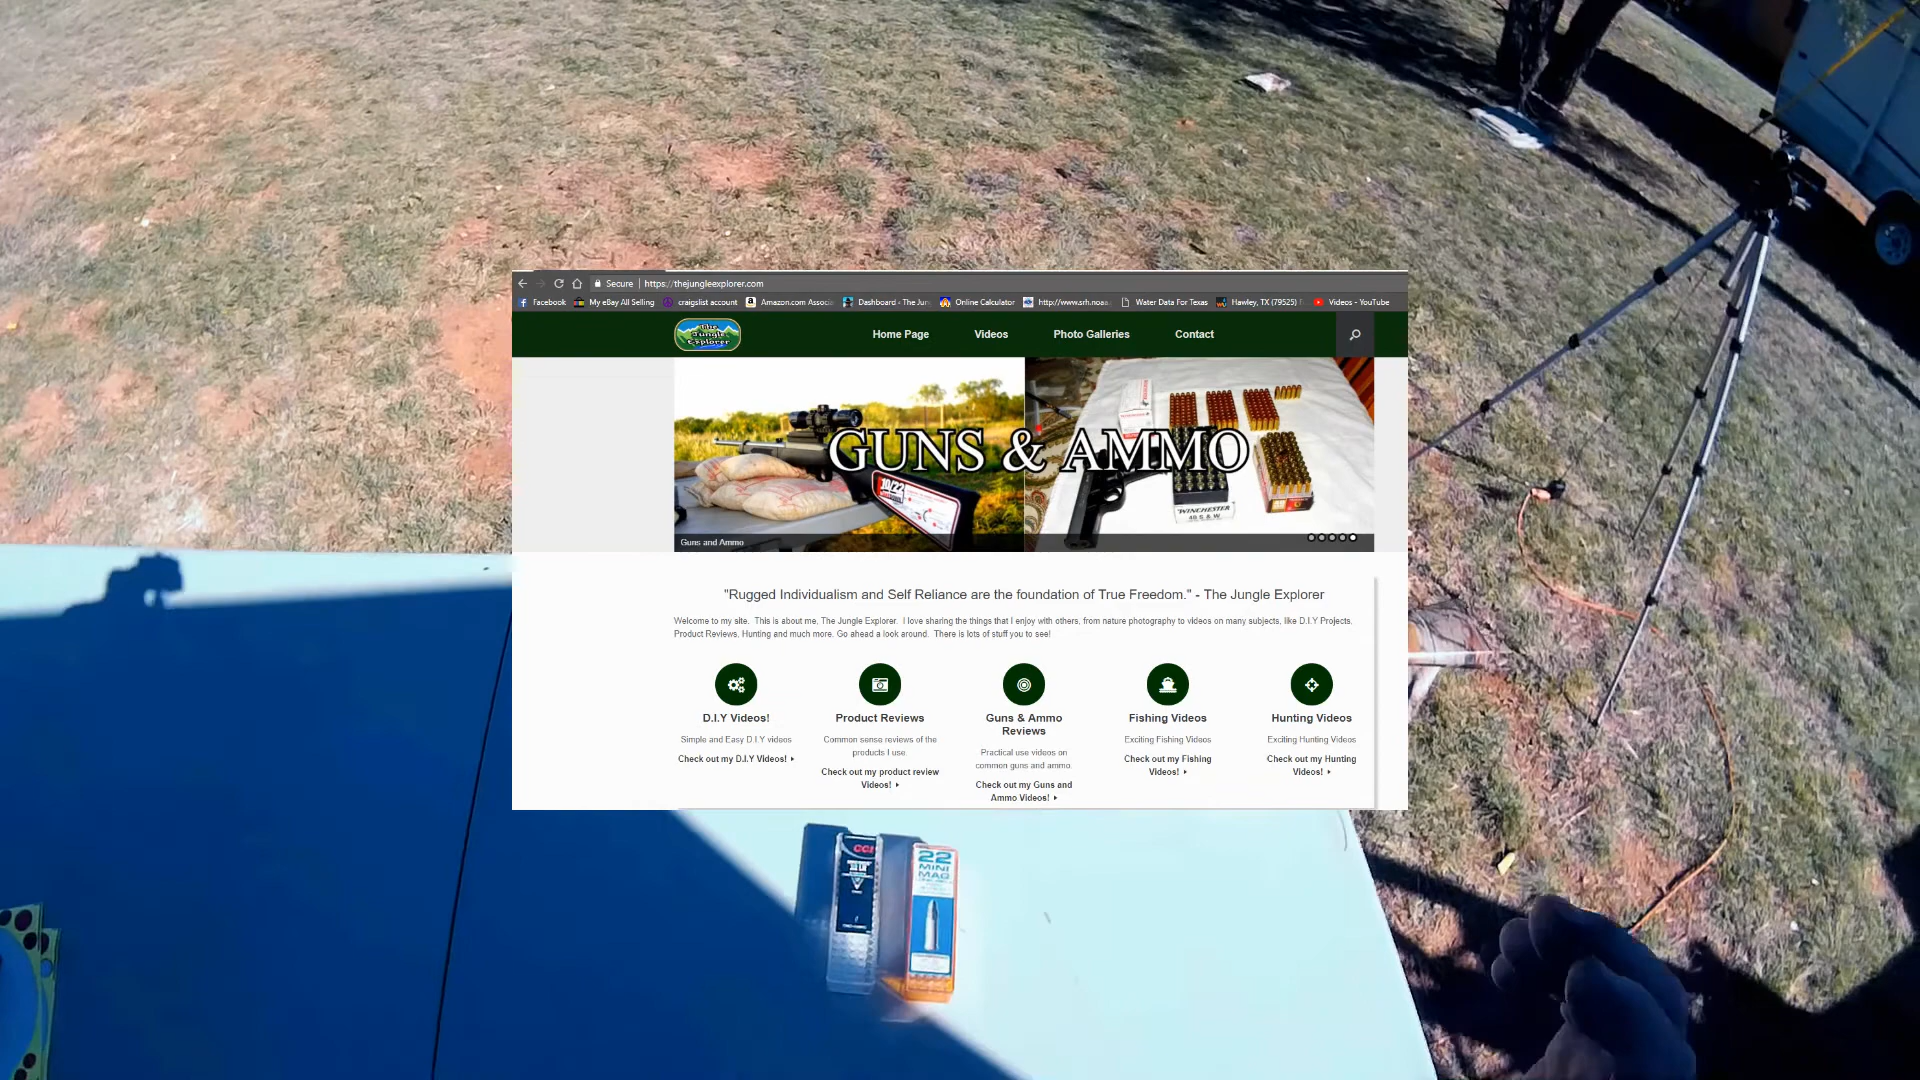 Secure https://thejungleexplorer.com
Facebook My eBay All Selling craigslist account Amazon.com Associa Dashboard ‹ The Jun Online Calculator http://www.srh.noaa. Water Data For Texas Hawley, TX (79525) Videos - YouTube
The Jungle Explorer
Home Page Videos Photo Galleries Contact
GUNS & AMMO
10/22
WINCHESTER
40 S & W
Guns and Ammo
"Rugged Individualism and Self Reliance are the foundation of True Freedom." - The Jungle Explorer
Welcome to my site. This is about me, The Jungle Explorer. I love sharing the things that I enjoy with others, from nature photography to videos on many subjects, like D.I.Y Projects,
Product Reviews, Hunting and much more. Go ahead a look around. There is lots of stuff you to see!
D.I.Y Videos!
Simple and Easy D.I.Y videos
Check out my D.I.Y Videos!
Product Reviews
Common sense reviews of the
products I use.
Check out my product review
Videos!
Guns & Ammo
Reviews
Practical use videos on
common guns and ammo.
Check out my Guns and
Ammo Videos!
Fishing Videos
Exciting Fishing Videos
Check out my Fishing
Videos!
Hunting Videos
Exciting Hunting Videos
Check out my Hunting
Videos!
CCI
22
MINI
MAG